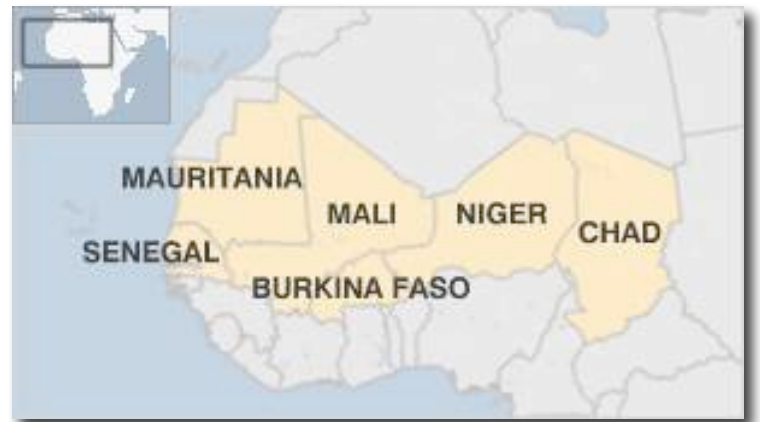 MAURITANIA
MALI
NIGER
CHAD
SENEGAL
BURKINA FASO